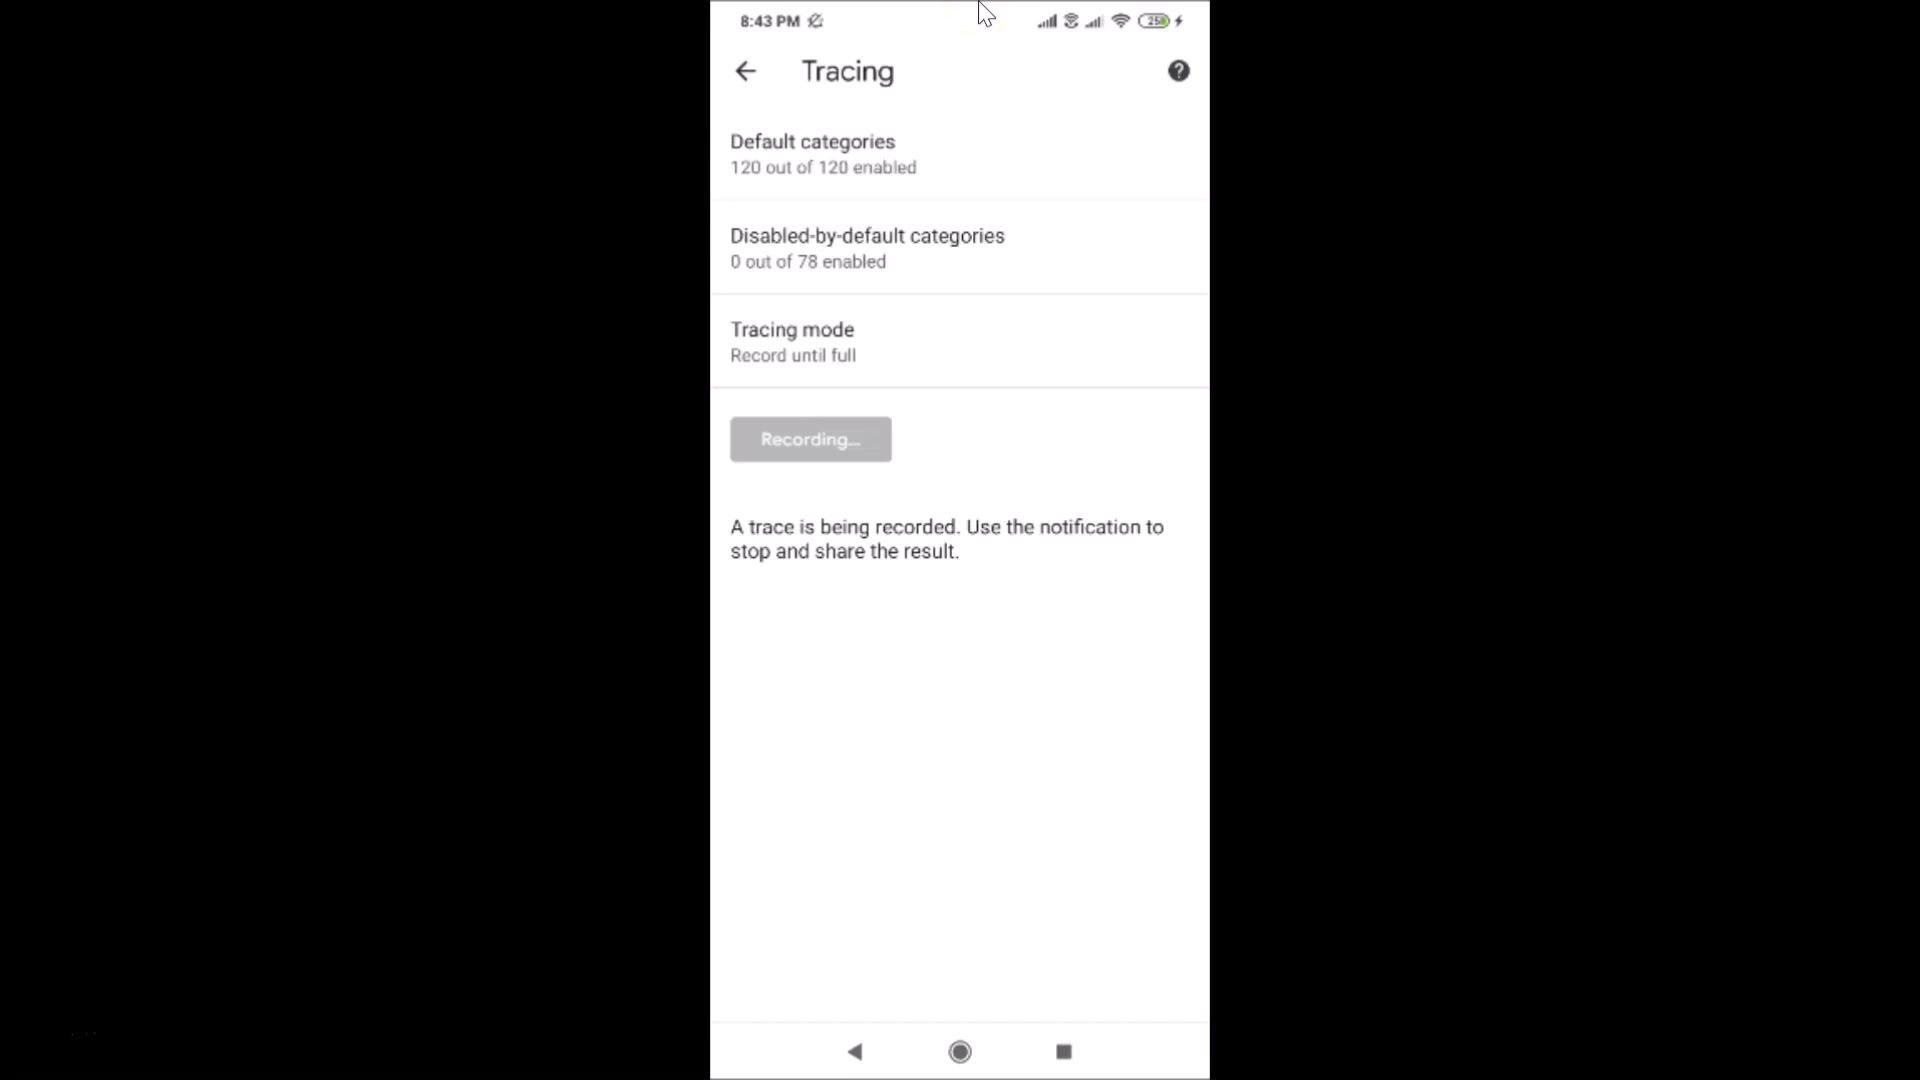 8:43 PM
25
Tracing
Default categories
120 out of 120 enabled
Disabled-by-default categories
0 out of 78 enabled
Tracing mode
Record until full
Recording...
A trace is being recorded. Use the notification to
stop and share the result.